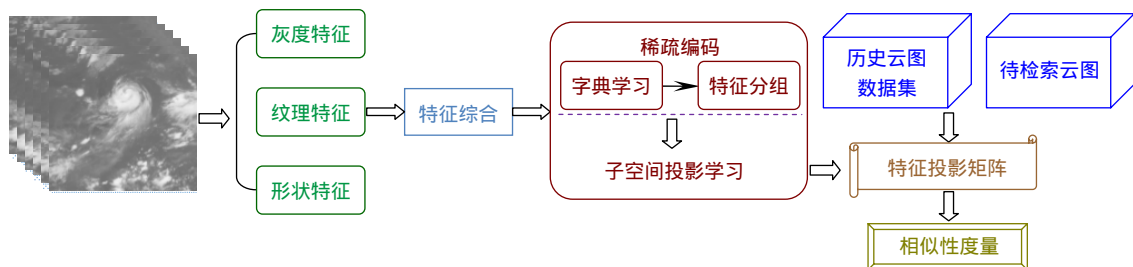 灰度特征
纹理特征
形状特征
特征综合
稀疏编码
字典学习
特征分组
子空间投影学习
历史云图
数据集
待检索云图
特征投影矩阵
相似性度量